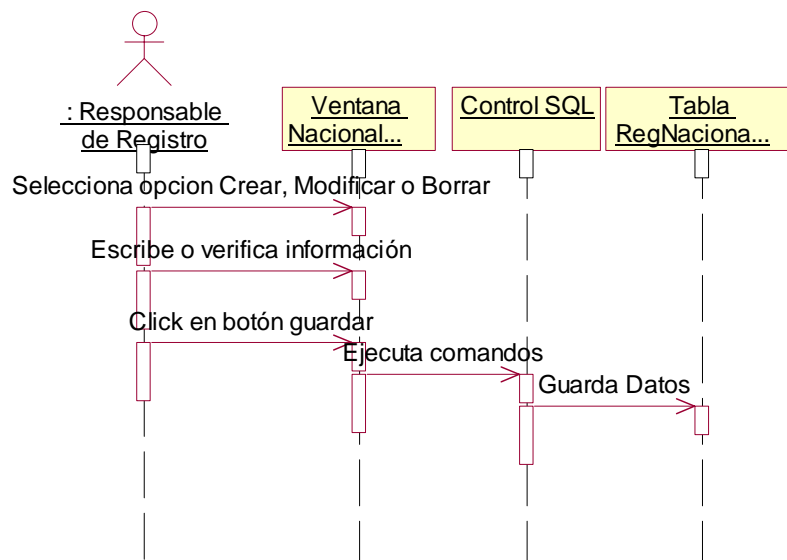 : Responsable
de Registro
Ventana
Nacional...
Control SQL
Tabla
RegNaciona...
Selecciona opcion Crear, Modificar o Borrar
Escribe o verifica información
Click en botón guardar
Ejecuta comandos
Guarda Datos